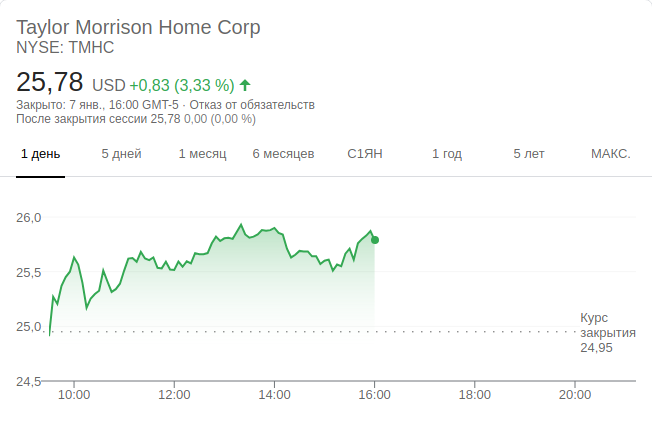 Taylor Morrison Home Corp
NYSE: TMHC
25,78 USD +0,83 (3,33 %)
Закрыто: 7 янв., 16:00 GMT-5 · Отказ от обязательств
После закрытия сессии 25,78 0,00 (0,00 %)
1 день 5 дней 1 месяц 6 месяцев С1ЯН 1 год 5 лет МАКС.
26,0
25,5
25,0
Курс
закрытия
24,95
24,5
10:00 12:00 14:00 16:00 18:00 20:00